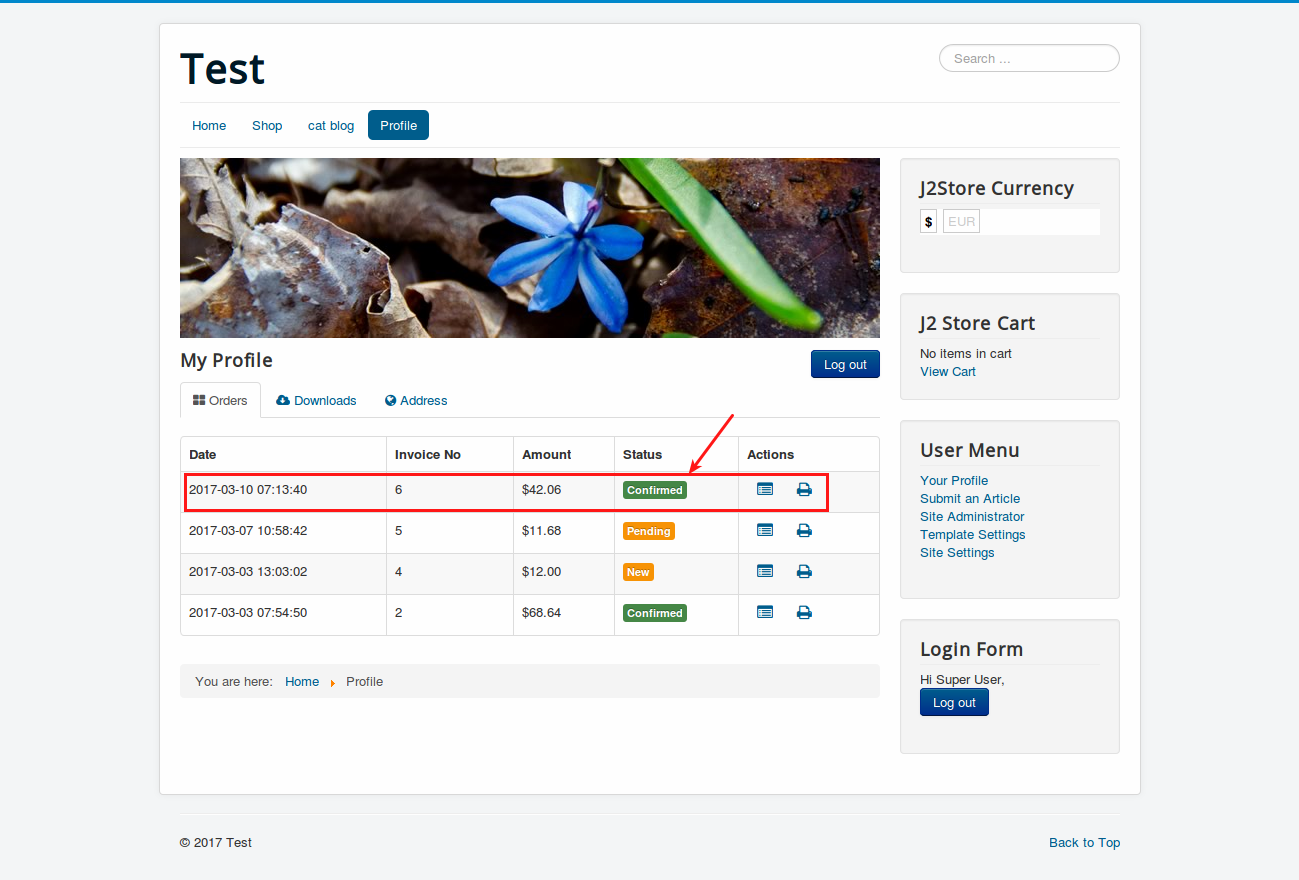 Test
Search ...
Home Shop cat blog Profile
My Profile
Log out
Orders Downloads Address
Date Invoice No Amount Status Actions
2017-03-10 07:13:40 6 $42.06 Confirmed
2017-03-07 10:58:42 5 $11.68 Pending
2017-03-03 13:03:02 4 $12.00 New
2017-03-03 07:54:50 2 $68.64 Confirmed
You are here: Home Profile
J2Store Currency
$ EUR
J2 Store Cart
No items in cart
View Cart
User Menu
Your Profile
Submit an Article
Site Administrator
Template Settings
Site Settings
Login Form
Hi Super User,
Log out
© 2017 Test
Back to Top